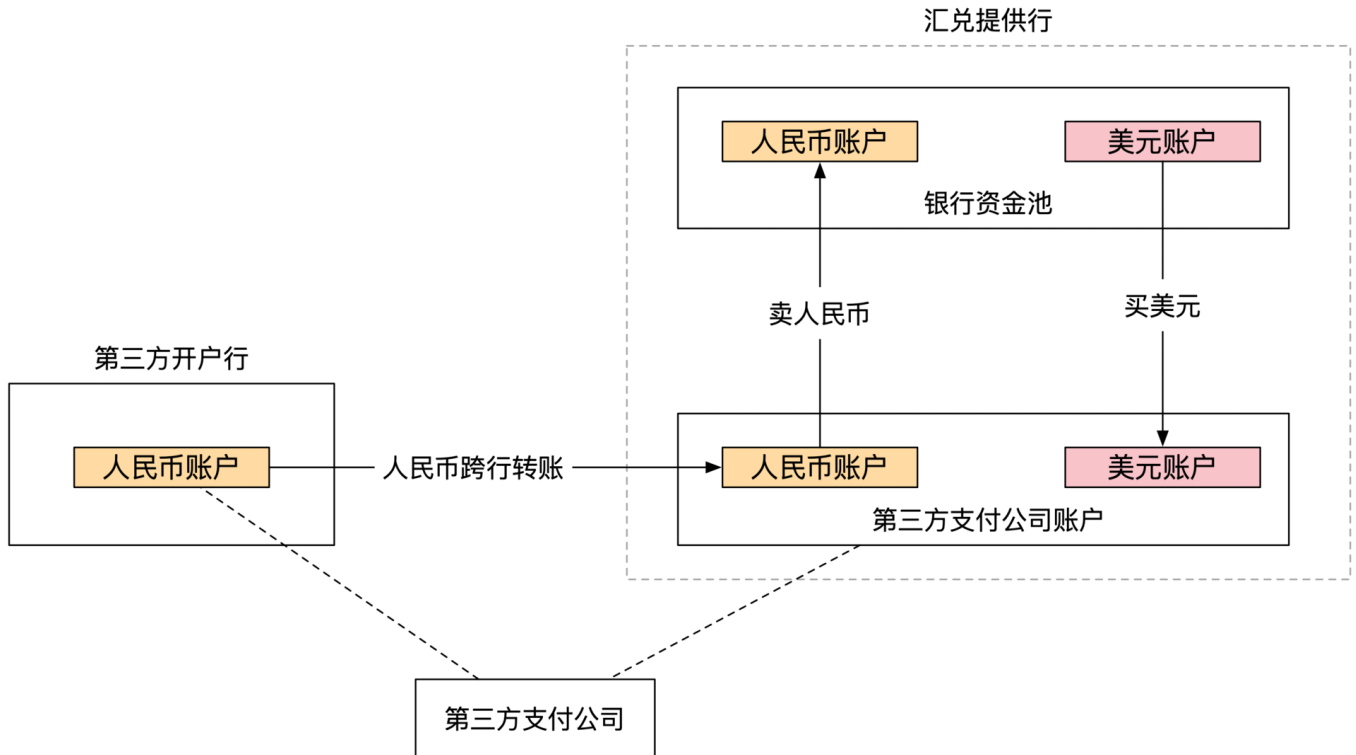 汇兑提供行
人民币账户
美元账户
银行资金池
卖人民币
买美元
第三方开户行
人民币账户
人民币跨行转账
人民币账户
美元账户
第三方支付公司账户
第三方支付公司